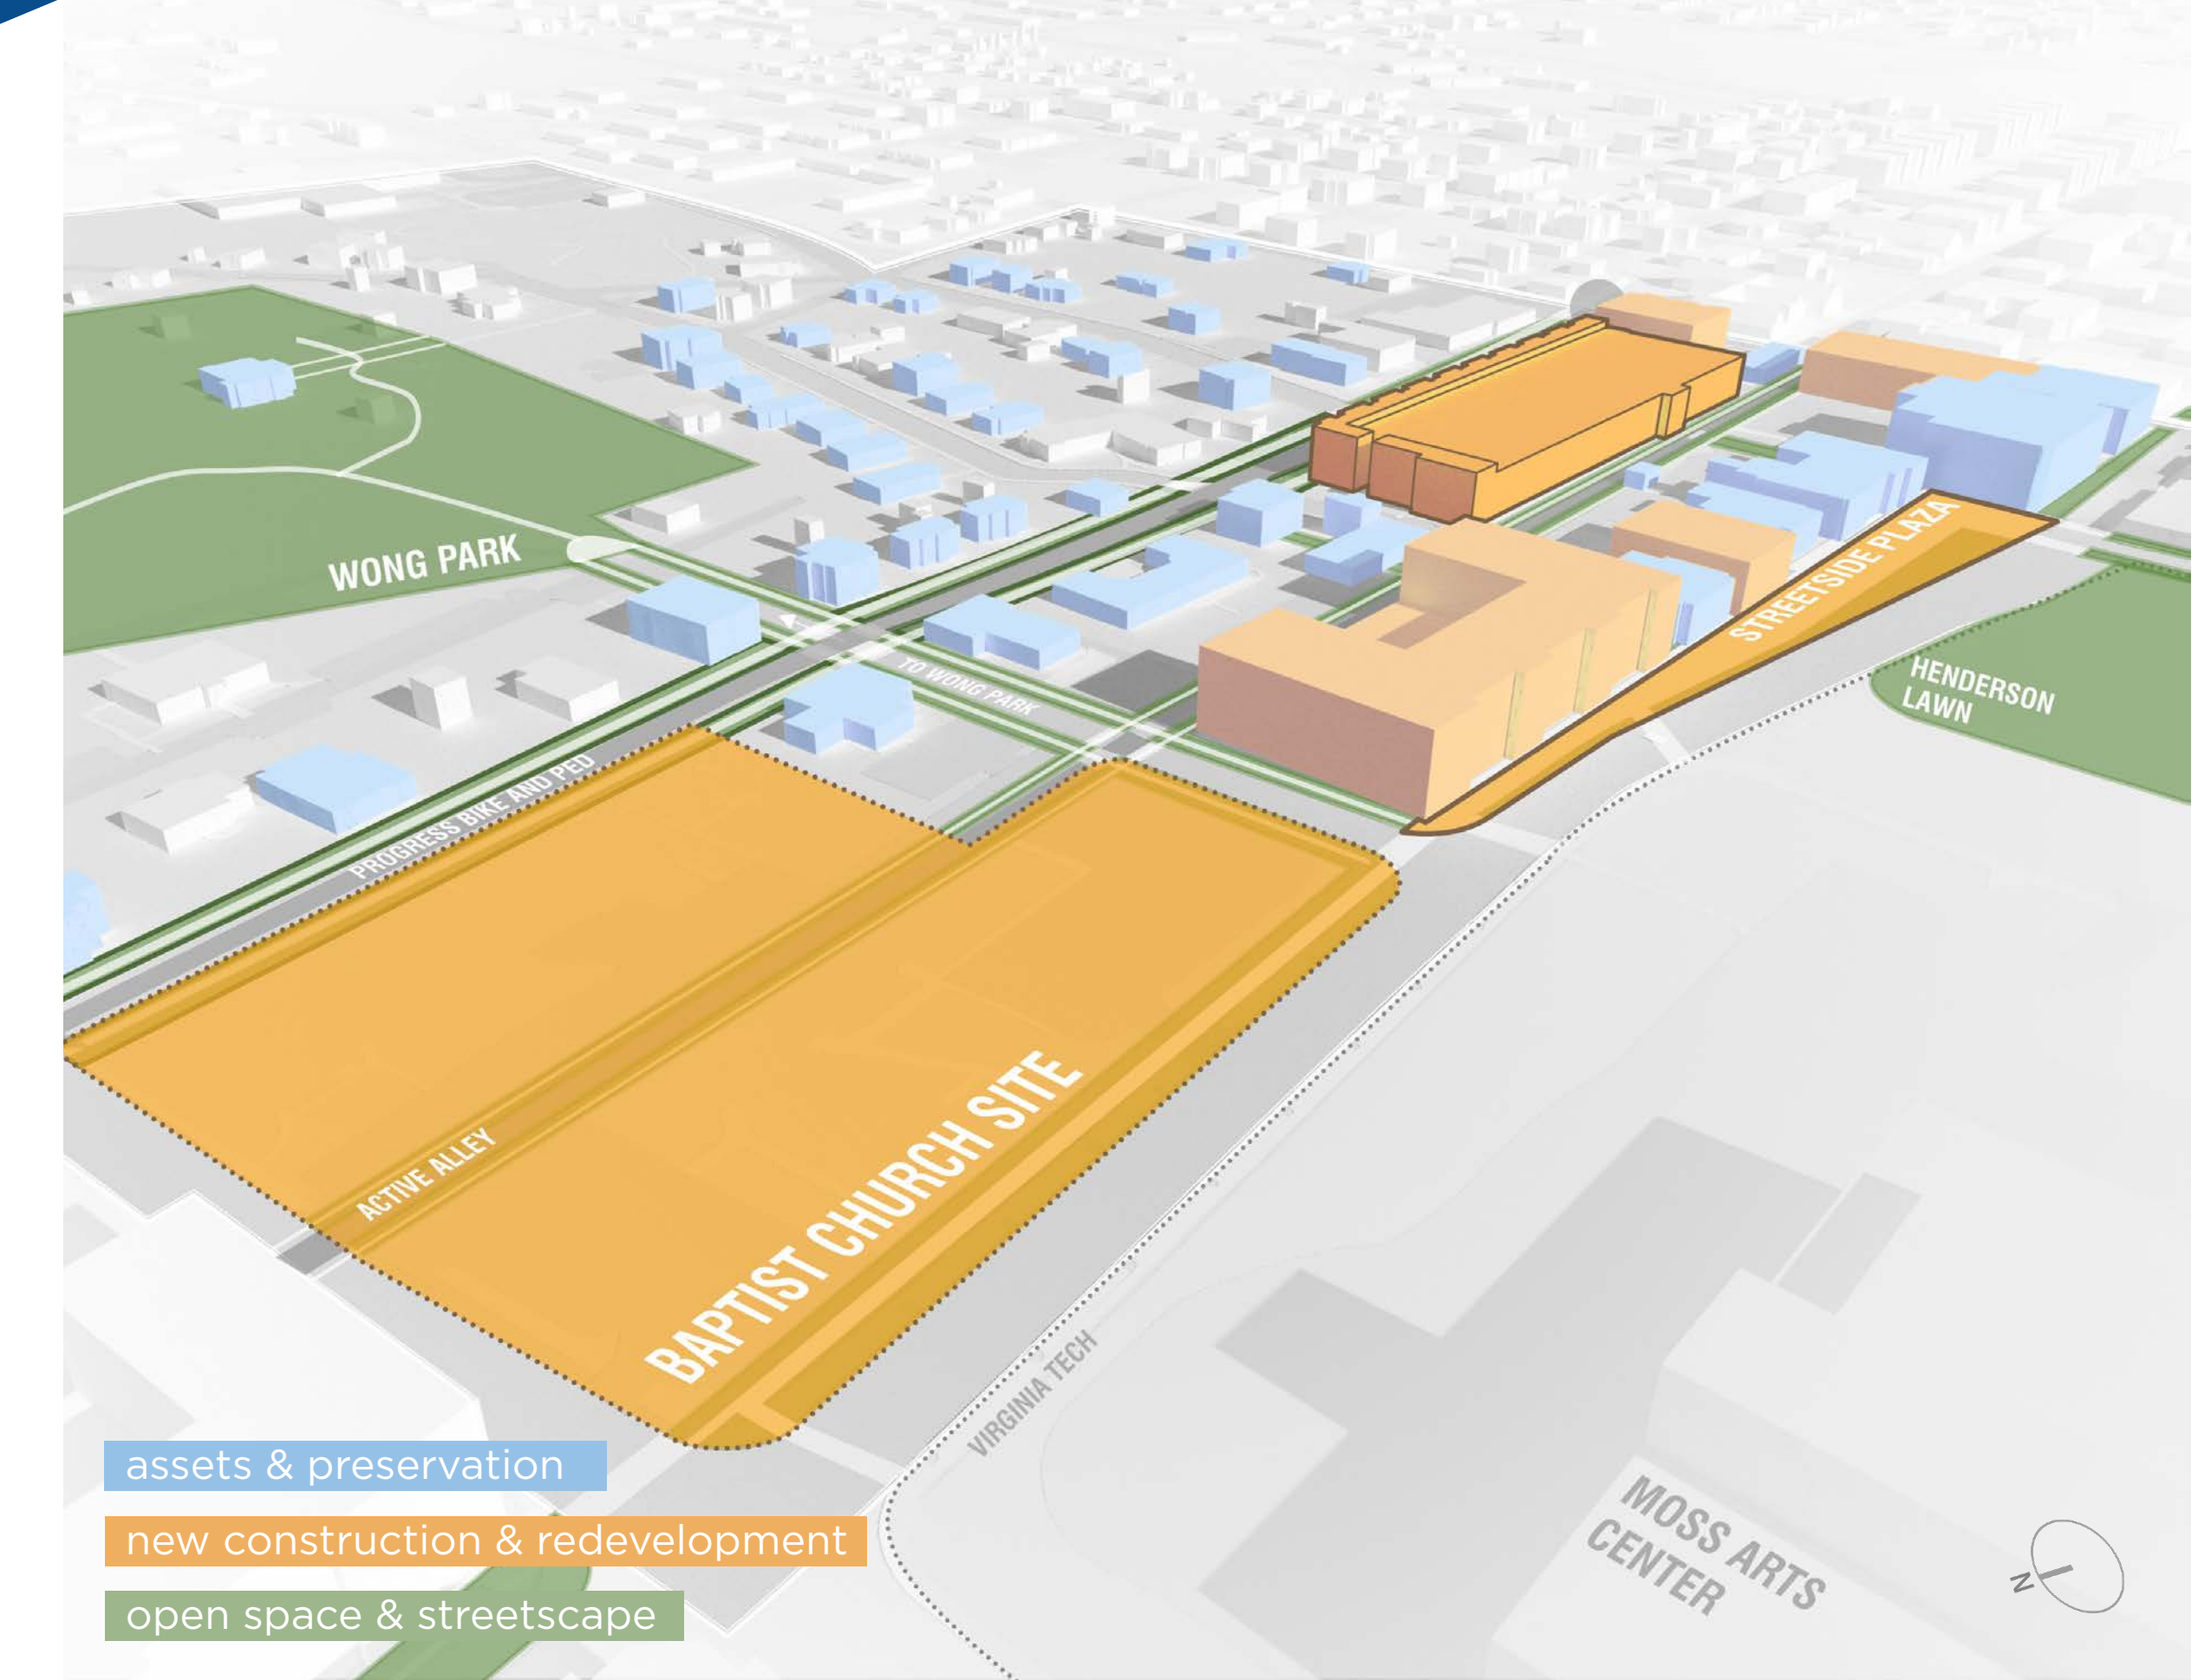 STREETSIDE PLAZA
WONG PARK
HENDERSON
LAWN
TO WONG PARK
PROGRESS BIKE AND PED
ACTIVE ALLEY
BAPTIST CHURCH SITE
VIRGINIA TECH
MOSS ARTS
CENTER
N
assets & preservation
new construction & redevelopment
open space & streetscape